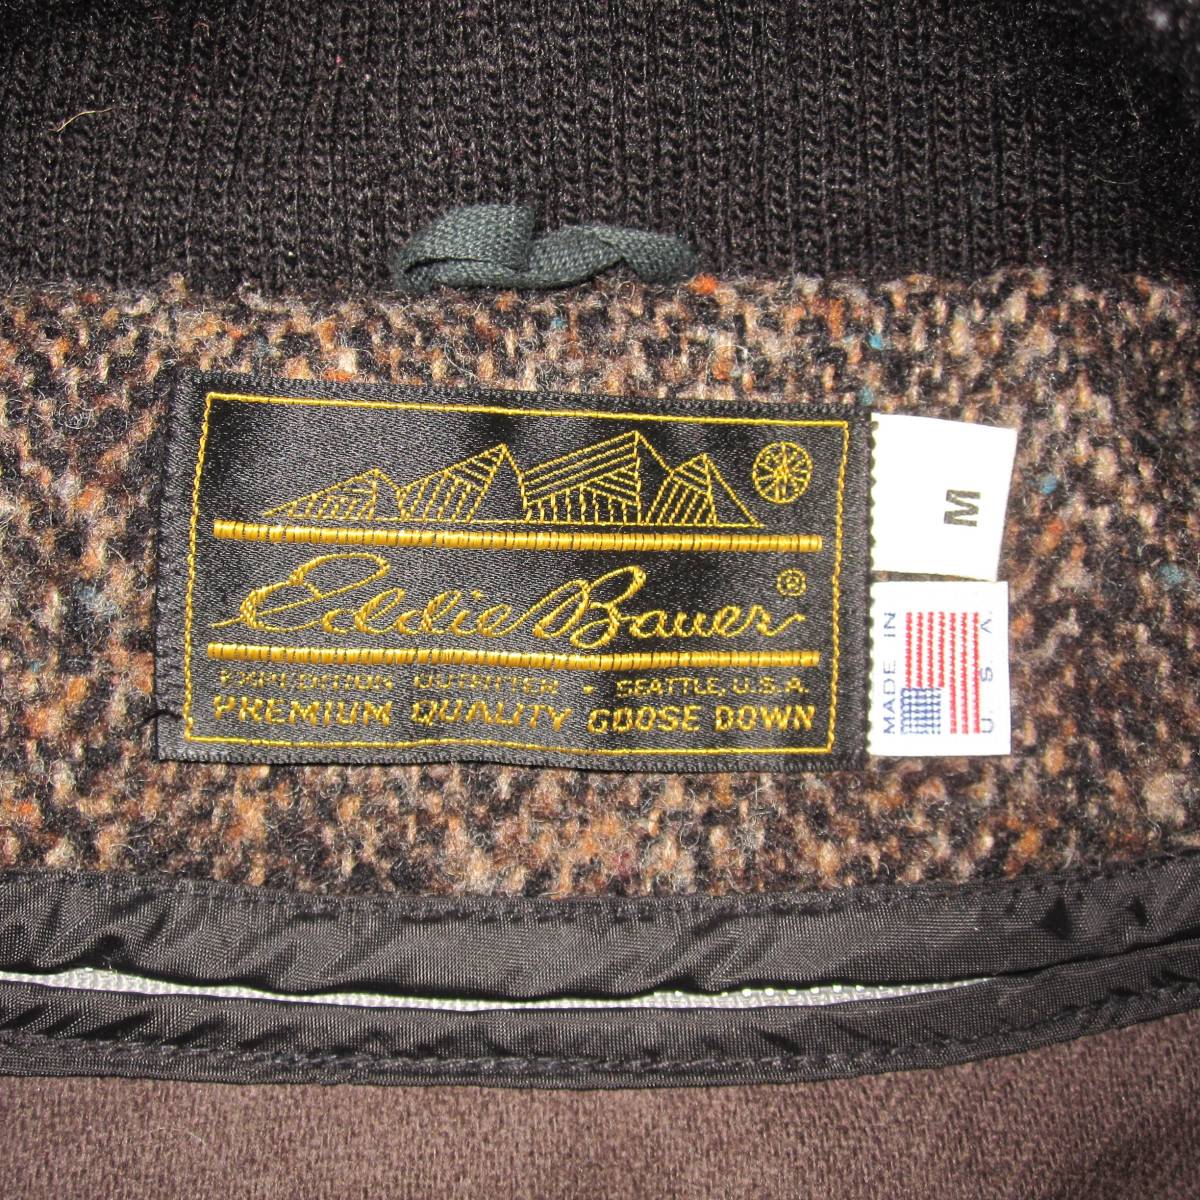 Eddie Bauer ®
EXPEDITION OUTFITTER • SEATTLE, U.S.A.
PREMIUM QUALITY GOOSE DOWN
M
MADE IN
U. S. A.